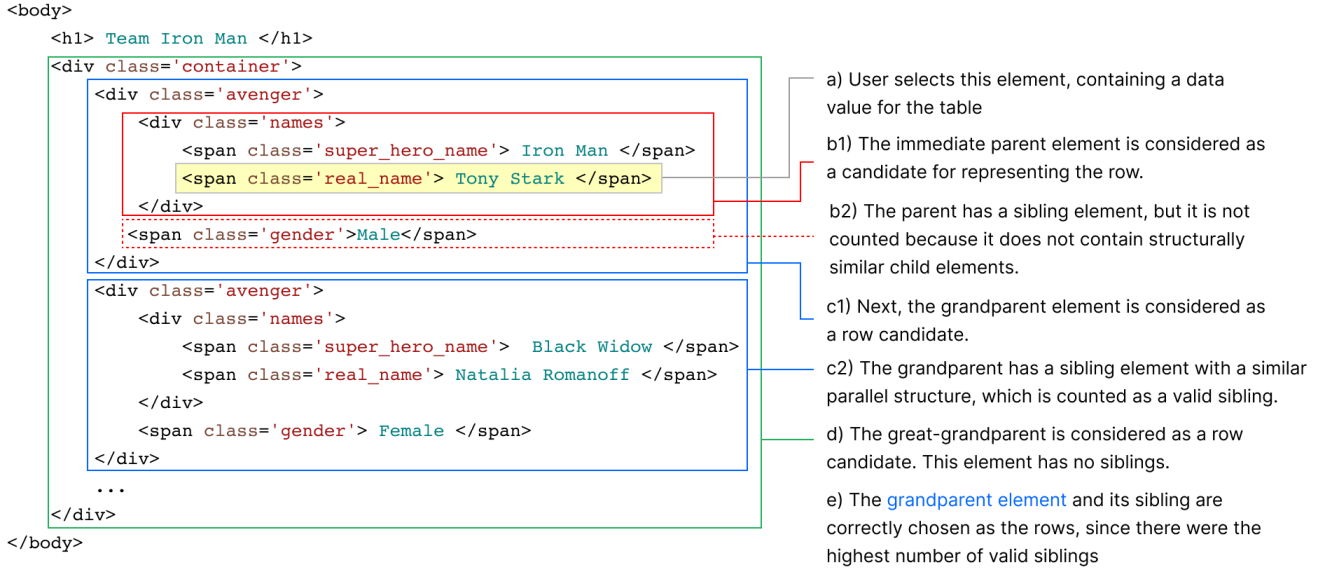 <body>
<h1> Team Iron Man </h1>
<div class='container'>
<div class='avenger'>
<div class='names'>
<span class='super_hero_name'> Iron Man </span>
<span class='real_name'> Tony Stark </span>
</div>
<span class='gender'>Male</span>
</div>
<div class='avenger'>
<div class='names'>
<span class='super_hero_name'>  Black Widow </span>
<span class='real_name'> Natalia Romanoff </span>
</div>
<span class='gender'> Female </span>
</div>
...
</div>
</body>
a) User selects this element, containing a data
value for the table
b1) The immediate parent element is considered as
a candidate for representing the row.
b2) The parent has a sibling element, but it is not
counted because it does not contain structurally
similar child elements.
c1) Next, the grandparent element is considered as
a row candidate.
c2) The grandparent has a sibling element with a similar
parallel structure, which is counted as a valid sibling.
d) The great-grandparent is considered as a row
candidate. This element has no siblings.
e) The grandparent element and its sibling are
correctly chosen as the rows, since there were the
highest number of valid siblings